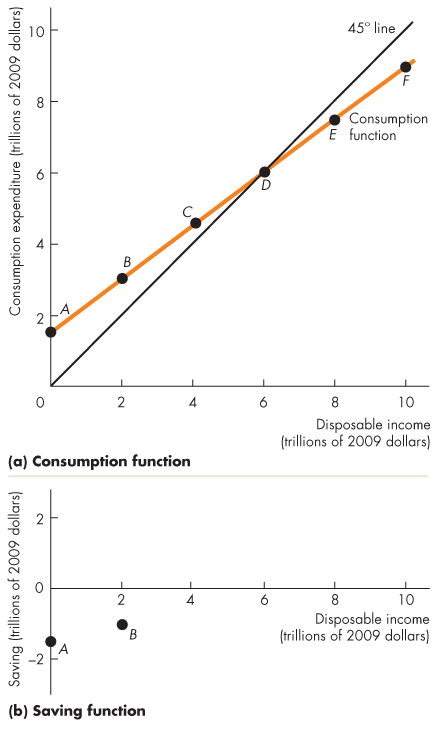 Consumption expenditure (trillions of 2009 dollars)
10
8
6
4
2
0
2
4
6
8
10
45° line
Consumption
function
A
B
C
D
E
F
Disposable income
(trillions of 2009 dollars)
(a) Consumption function
Saving (trillions of 2009 dollars)
2
0
–2
2
4
6
8
10
A
B
Disposable income
(trillions of 2009 dollars)
(b) Saving function